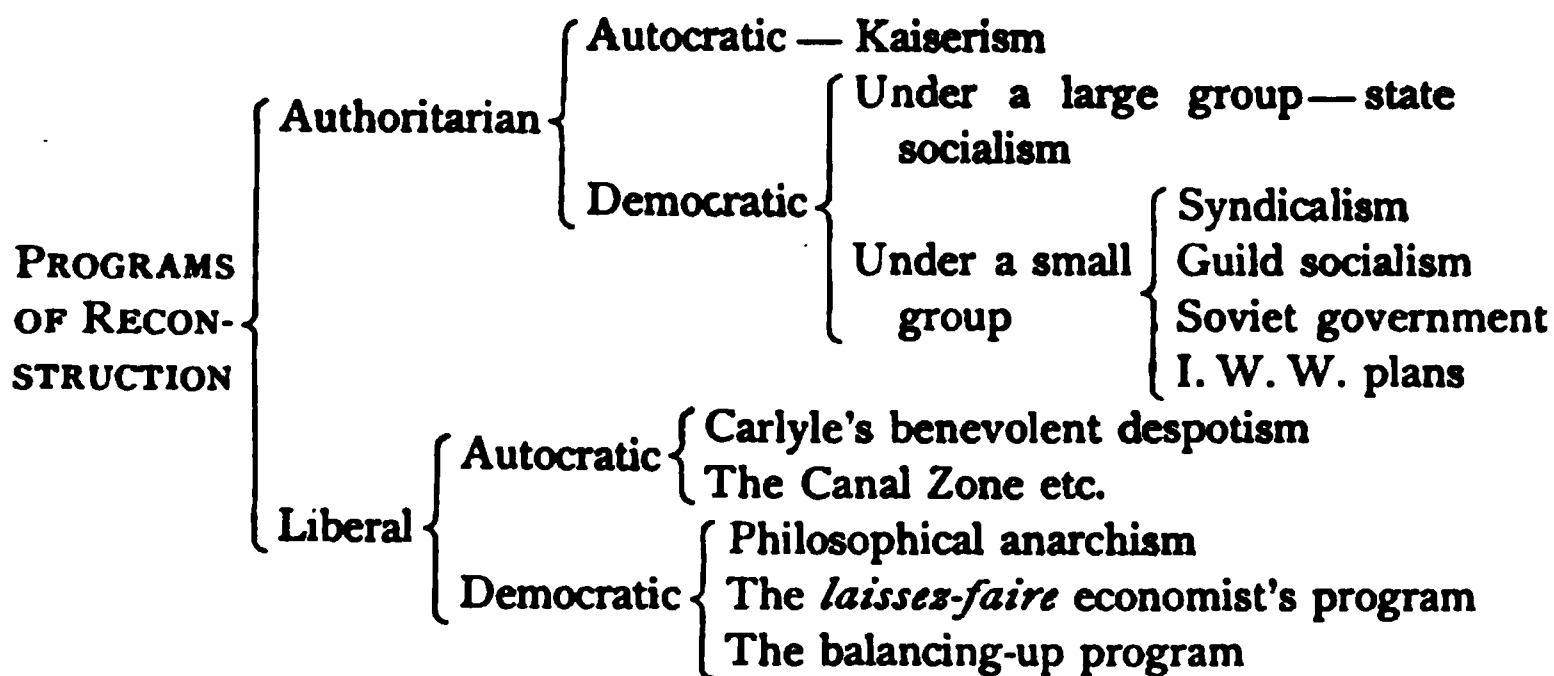 Autocratic — Kaiserism
Under a large group — state
socialism
Authoritarian
Democratic
Syndicalism
Guild socialism
Under a small
group
Soviet government
I. W. W. plans
PROGRAMS
OF RECON-
STRUCTION
Carlyle's benevolent despotism
Autocratic
The Canal Zone etc.
Liberal
Philosophical anarchism
Democratic
The laissez-faire economist's program
The balancing-up program